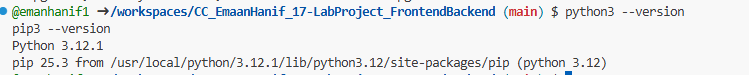 @emanhanif1 ➜/workspaces/CC_EmaanHanif_17-LabProject_FrontendBackend (main) $ python3 --version
pip3 --version
Python 3.12.1
pip 25.3 from /usr/local/python/3.12.1/lib/python3.12/site-packages/pip (python 3.12)